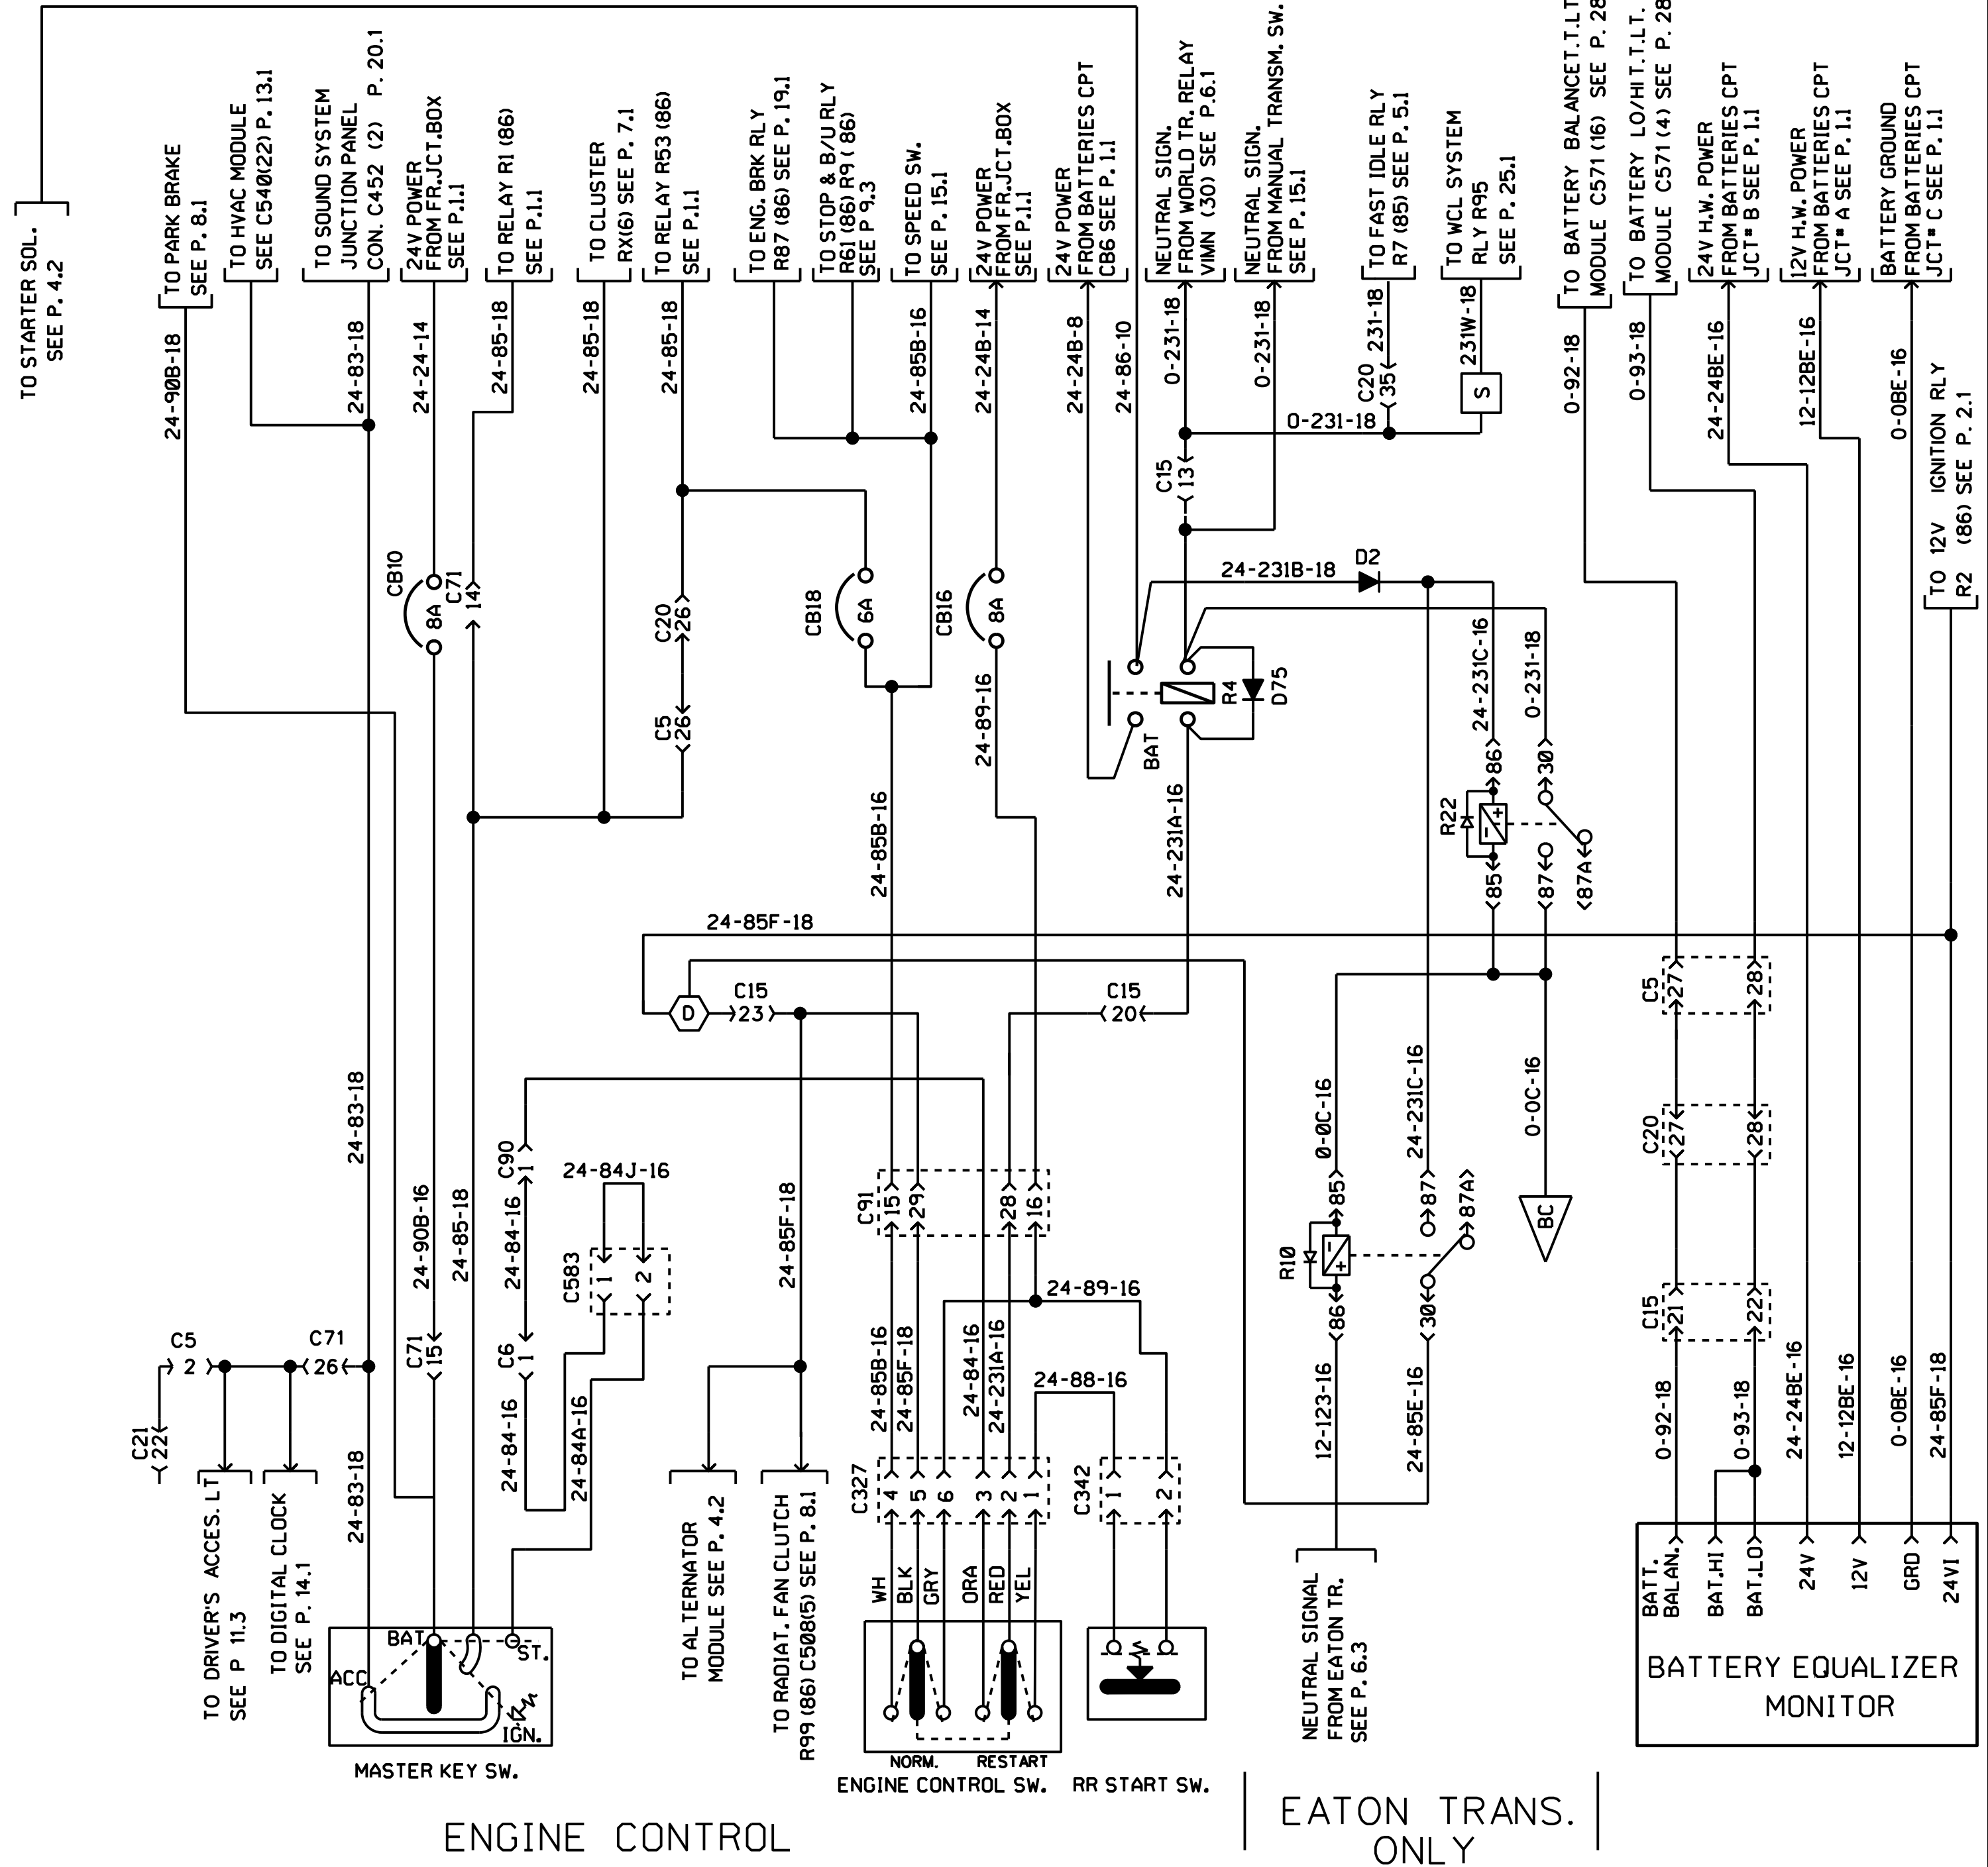 TO STARTER SOL.
SEE P. 4.2
TO PARK BRAKE
SEE P. 8.1
TO HVAC MODULE
SEE C540(22) P. 13.1
TO SOUND SYSTEM
JUNCTION PANEL
CON. C452 (2) P. 20.1
24V POWER
FROM FR.JCT.BOX
SEE P.1.1
TO RELAY R1 (86)
SEE P.1.1
TO CLUSTER
RX(6) SEE P. 7.1
TO RELAY R53 (86)
SEE P.1.1
TO ENG. BRK RLY
R87 (86) SEE P. 19.1
TO STOP & B/U RLY
R61 (86) R9 ( 86)
SEE P 9.3
TO SPEED SW.
SEE P. 15.1
24V POWER
FROM FR.JCT.BOX
SEE P.1.1
24V POWER
FROM BATTERIES CPT
CB6 SEE P. 1.1
NEUTRAL SIGN.
FROM WORLD TR. RELAY
VIMN (30) SEE P.6.1
NEUTRAL SIGN.
FROM MANUAL TRANSM. SW.
SEE P. 15.1
TO FAST IDLE RLY
R7 (85) SEE P. 5.1
TO WCL SYSTEM
RLY R95
SEE P. 25.1
TO BATTERY BALANCET.T.LT
MODULE C571 (16) SEE P. 28
TO BATTERY LO/HI T.T.LT.
MODULE C571 (4) SEE P. 28
24V H.W. POWER
FROM BATTERIES CPT
JCT# B SEE P. 1.1
12V H.W. POWER
FROM BATTERIES CPT
JCT# A SEE P. 1.1
BATTERY GROUND
FROM BATTERIES CPT
JCT# C SEE P. 1.1
TO 12V IGNITION RLY
R2 (86) SEE P. 2.1
24-90B-18
24-83-18
24-24-14
24-85-18
24-85-18
24-85-18
24-85B-16
24-24B-14
24-24B-8
24-86-10
0-231-18
0-231-18
C20
35
231-18
231W-18
S
0-231-18
0-92-18
0-93-18
24-24BE-16
12-12BE-16
0-0BE-16
C15
13
CB10
8A
C71
14
C20
26
C5
26
CB18
6A
CB16
8A
24-89-16
24-231B-18
D2
R4
D75
BAT
24-231C-16
0-231-18
86
30
R22
85
87
87A
24-85B-16
24-231A-16
24-85F-18
D
C15
23
C15
20
C5
27
28
C20
27
28
C15
21
22
24-83-18
24-90B-16
24-85-18
C90
1
24-84-16
24-84J-16
C583
1
2
24-85F-18
C91
15
29
28
16
24-89-16
0-0C-16
24-231C-16
0-0C-16
85
87
87A
R10
86
30
BC
C5
2
C71
26
C71
15
C6
1
C21
22
24-83-18
24-84-16
24-84A-16
24-85B-16
24-85F-18
24-84-16
24-231A-16
24-88-16
12-123-16
24-85E-16
0-92-18
0-93-18
24-24BE-16
12-12BE-16
0-0BE-16
24-85F-18
TO DRIVER'S ACCES. LT
SEE P 11.3
TO DIGITAL CLOCK
SEE P. 14.1
TO ALTERNATOR
MODULE SEE P. 4.2
TO RADIAT. FAN CLUTCH
R99 (86) C508(5) SEE P. 8.1
C327
4
5
6
3
2
1
C342
1
2
WH
BLK
GRY
ORA
RED
YEL
NEUTRAL SIGNAL
FROM EATON TR.
SEE P. 6.3
BATT.
BALAN.
BAT.HI
BAT.LO
24V
12V
GRD
24VI
BATTERY EQUALIZER
MONITOR
BAT
ST.
ACC
IGN.
MASTER KEY SW.
NORM.
RESTART
ENGINE CONTROL SW.
RR START SW.
ENGINE CONTROL
EATON TRANS.
ONLY